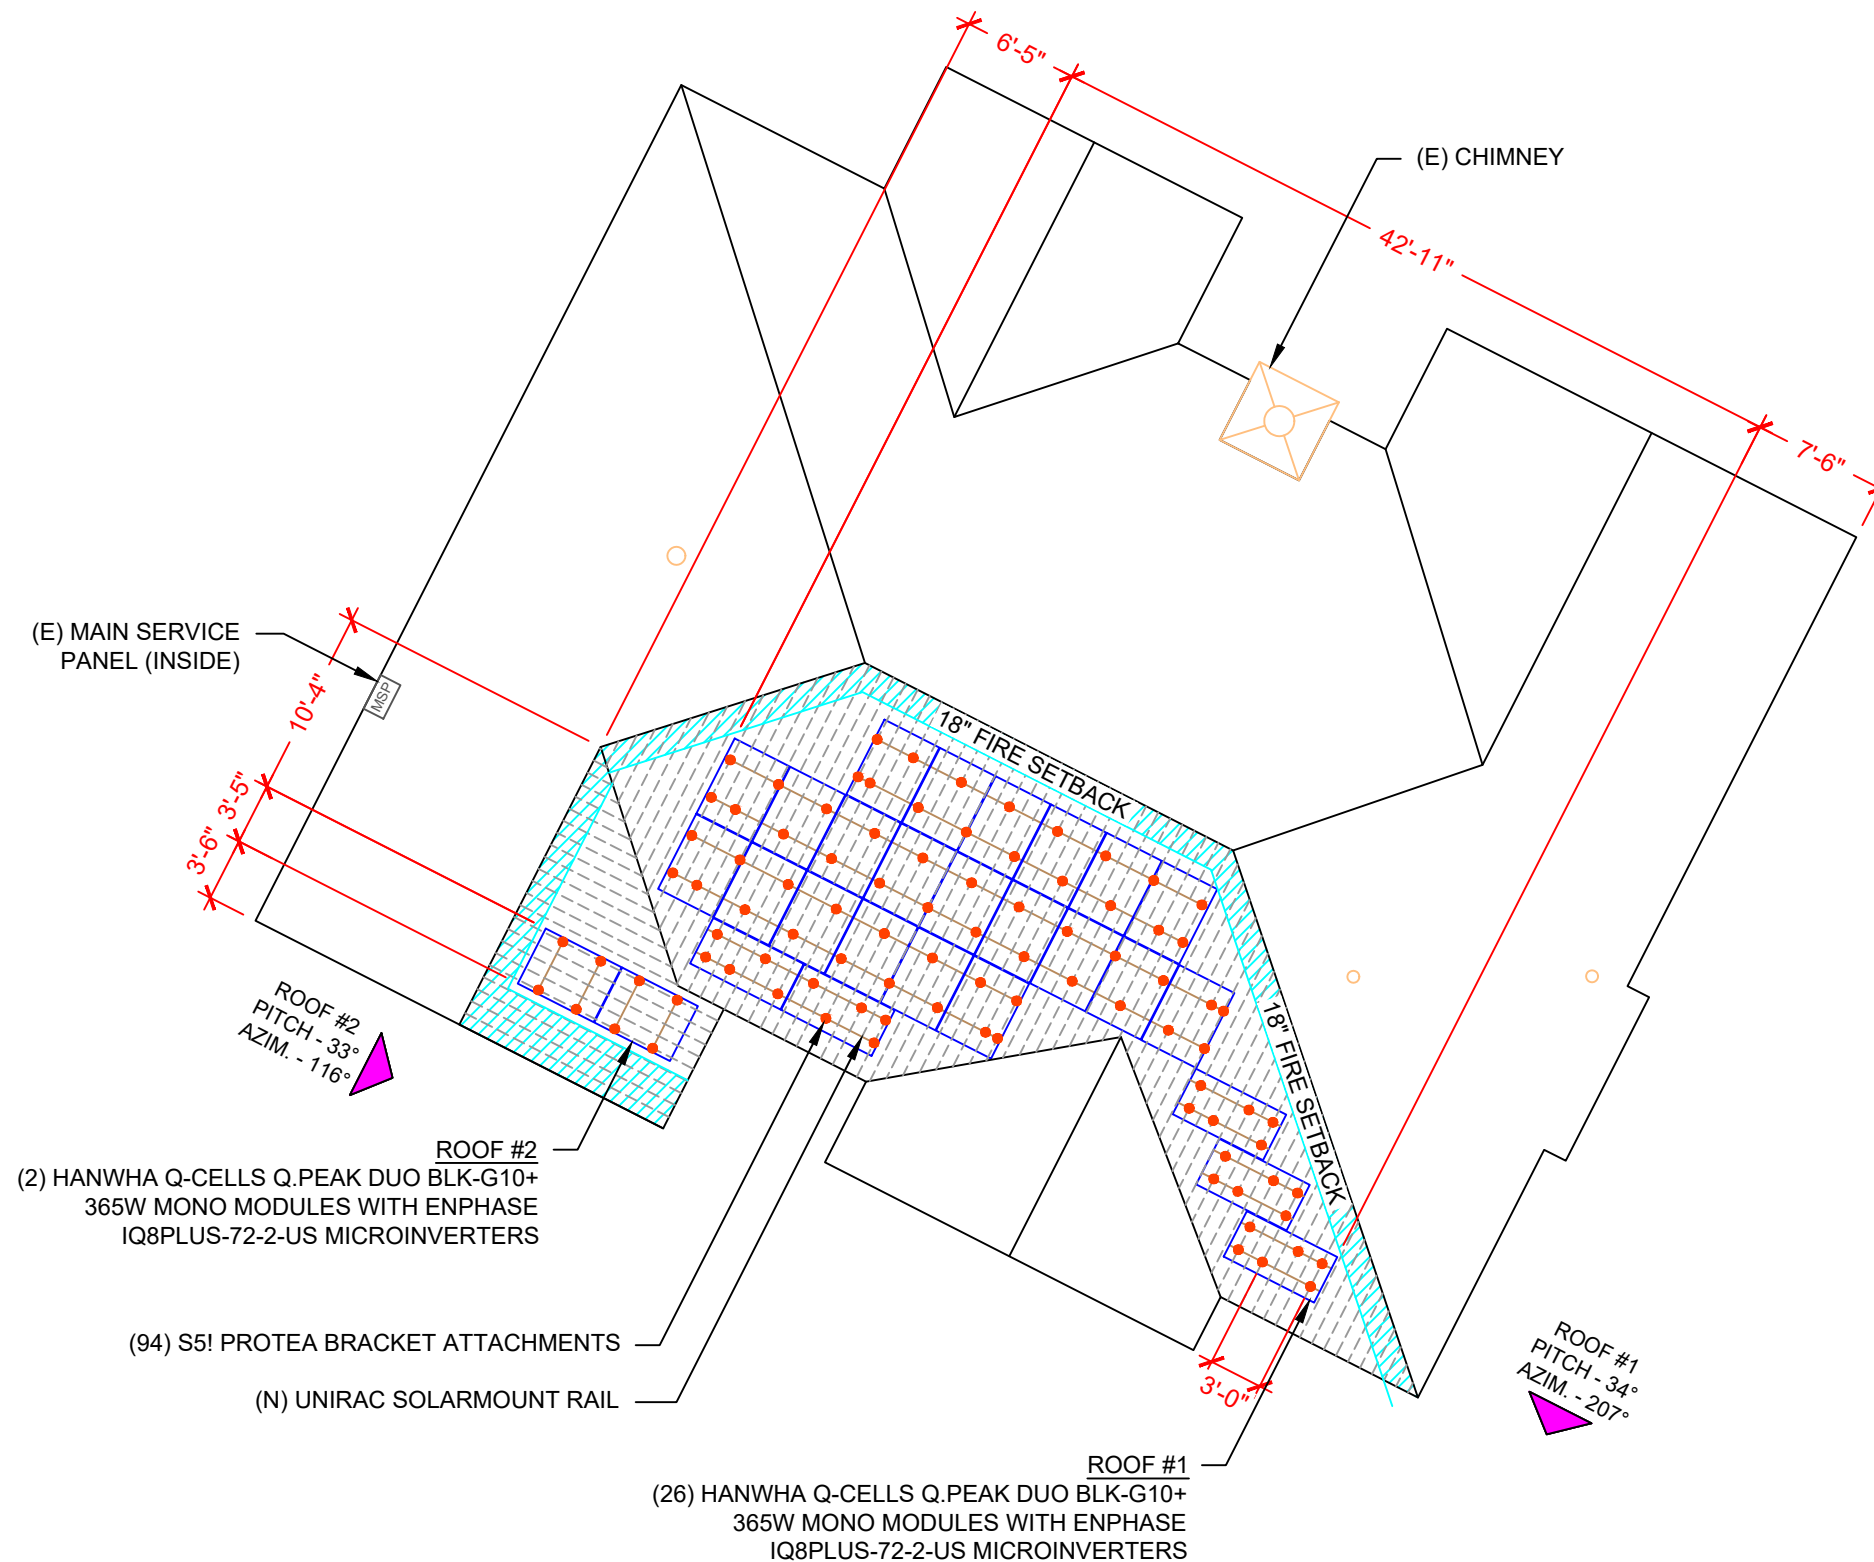 6'-5"
(E) CHIMNEY
42'-11"
7'-6"
(E) MAIN SERVICE
PANEL (INSIDE)
MSP
10'-4"
3'-5"
3'-6"
18" FIRE SETBACK
18" FIRE SETBACK
ROOF #2
PITCH - 33°
AZIM. - 116°
ROOF #2
(2) HANWHA Q-CELLS Q.PEAK DUO BLK-G10+
365W MONO MODULES WITH ENPHASE
IQ8PLUS-72-2-US MICROINVERTERS
(94) S5! PROTEA BRACKET ATTACHMENTS
(N) UNIRAC SOLARMOUNT RAIL
3'-0"
ROOF #1
PITCH - 34°
AZIM. - 207°
ROOF #1
(26) HANWHA Q-CELLS Q.PEAK DUO BLK-G10+
365W MONO MODULES WITH ENPHASE
IQ8PLUS-72-2-US MICROINVERTERS